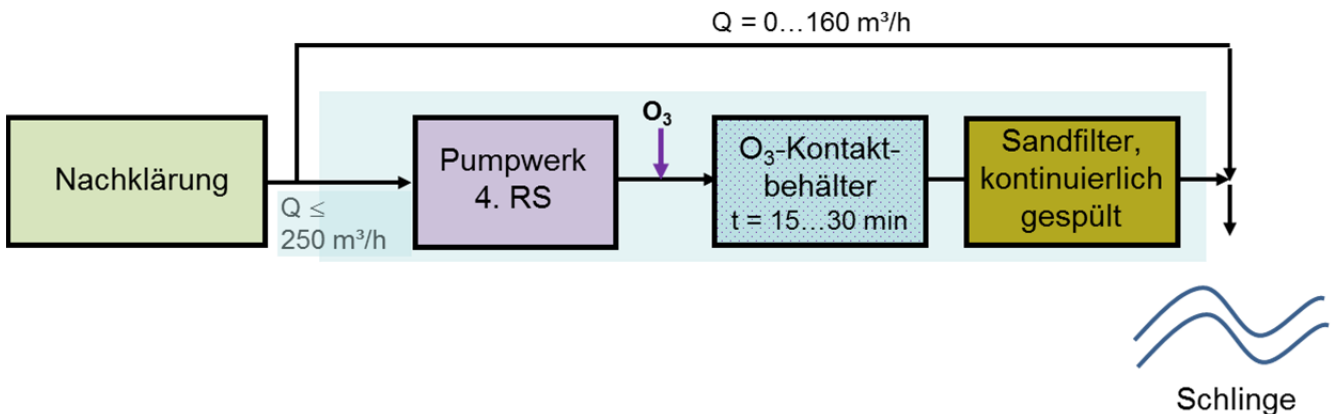 Q = 0…160 m³/h
Nachklärung
Q ≤
250 m³/h
Pumpwerk
4. RS
O₃
O₃-Kontakt-
behälter
t = 15…30 min
Sandfilter,
kontinuierlich
gespült
Schlinge